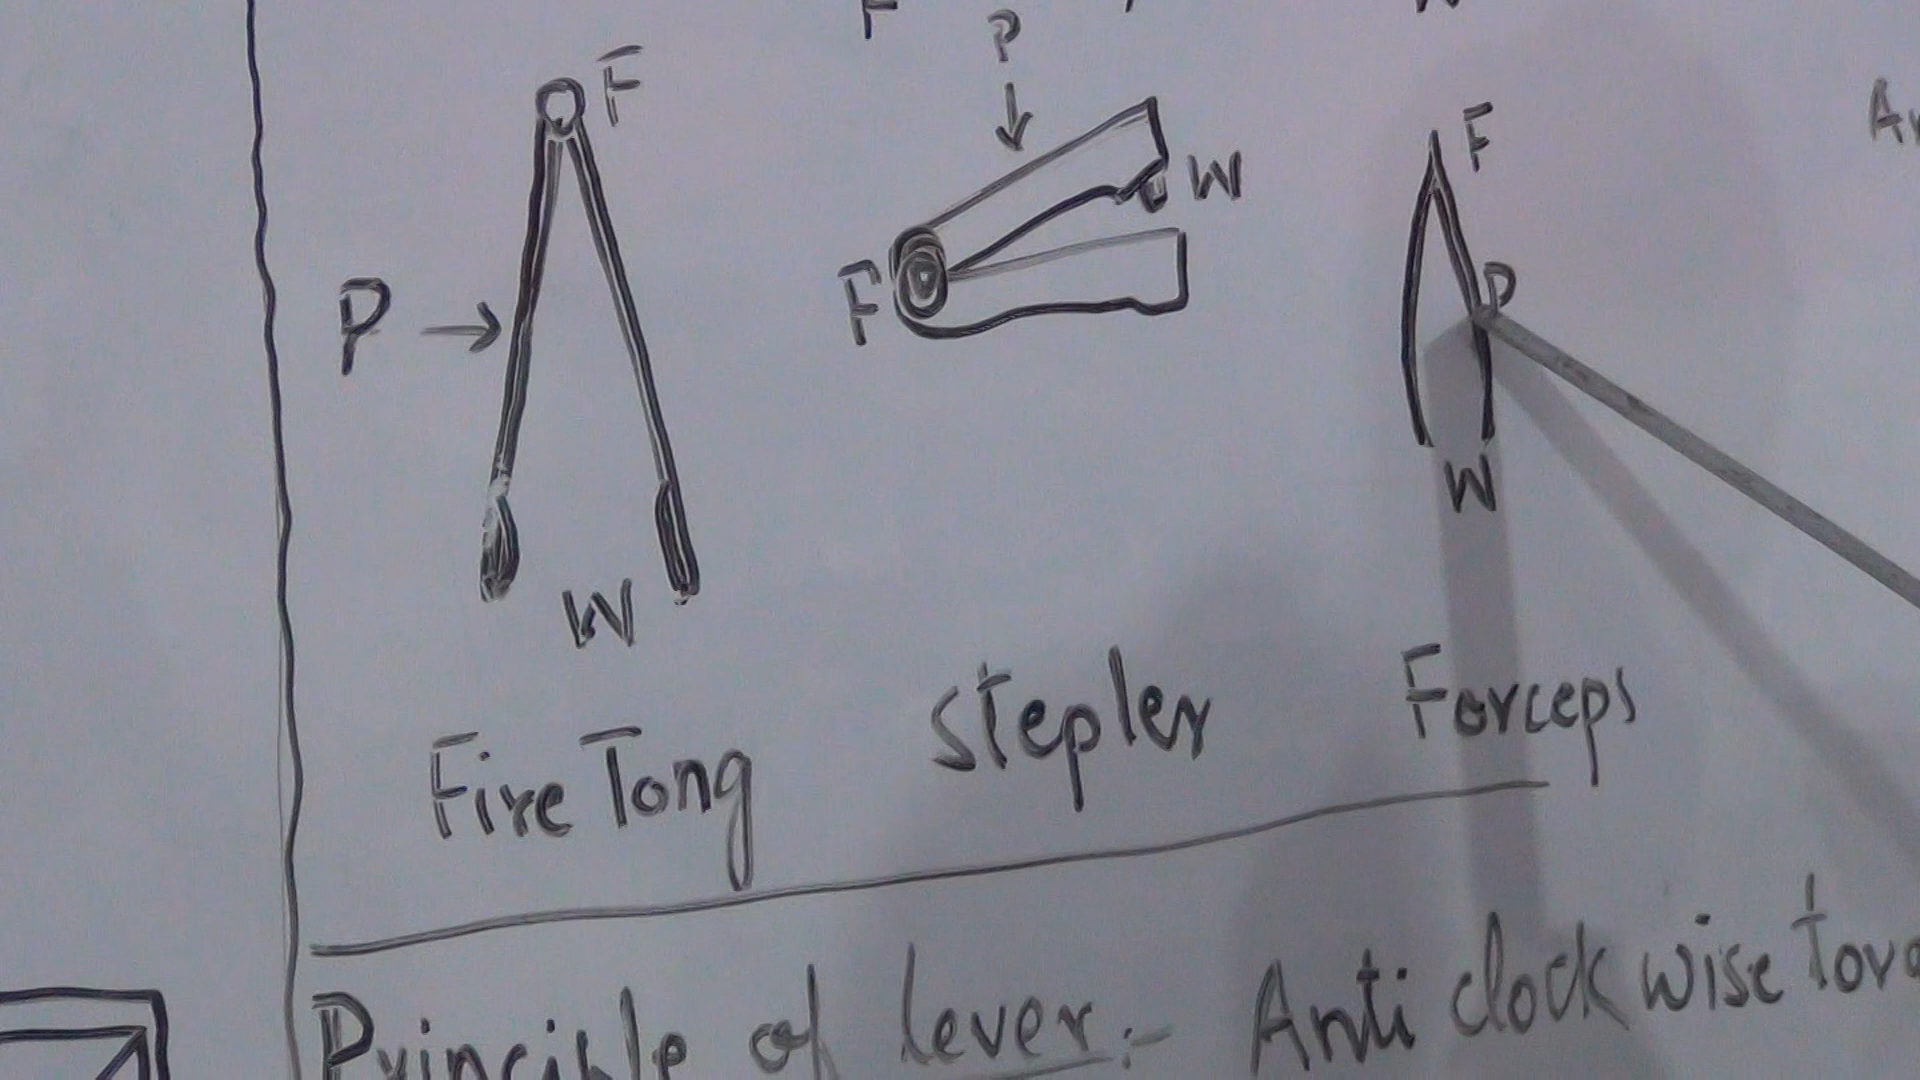 P
F
F
P →
W
F
P
W
F
W
Fire Tong
stepler
Forceps
Principle of lever:- Anti clock wise